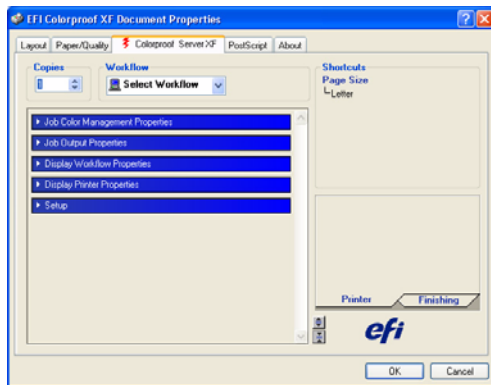 EFI Colorproof XF Document Properties
Layout Paper/Quality Colorproof Server XF PostScript About
Copies Workflow Shortcuts
1 Select Workflow Page Size
Letter
Job Color Management Properties
Job Output Properties
Display Workflow Properties
Display Printer Properties
Setup
Printer Finishing
efi
OK Cancel